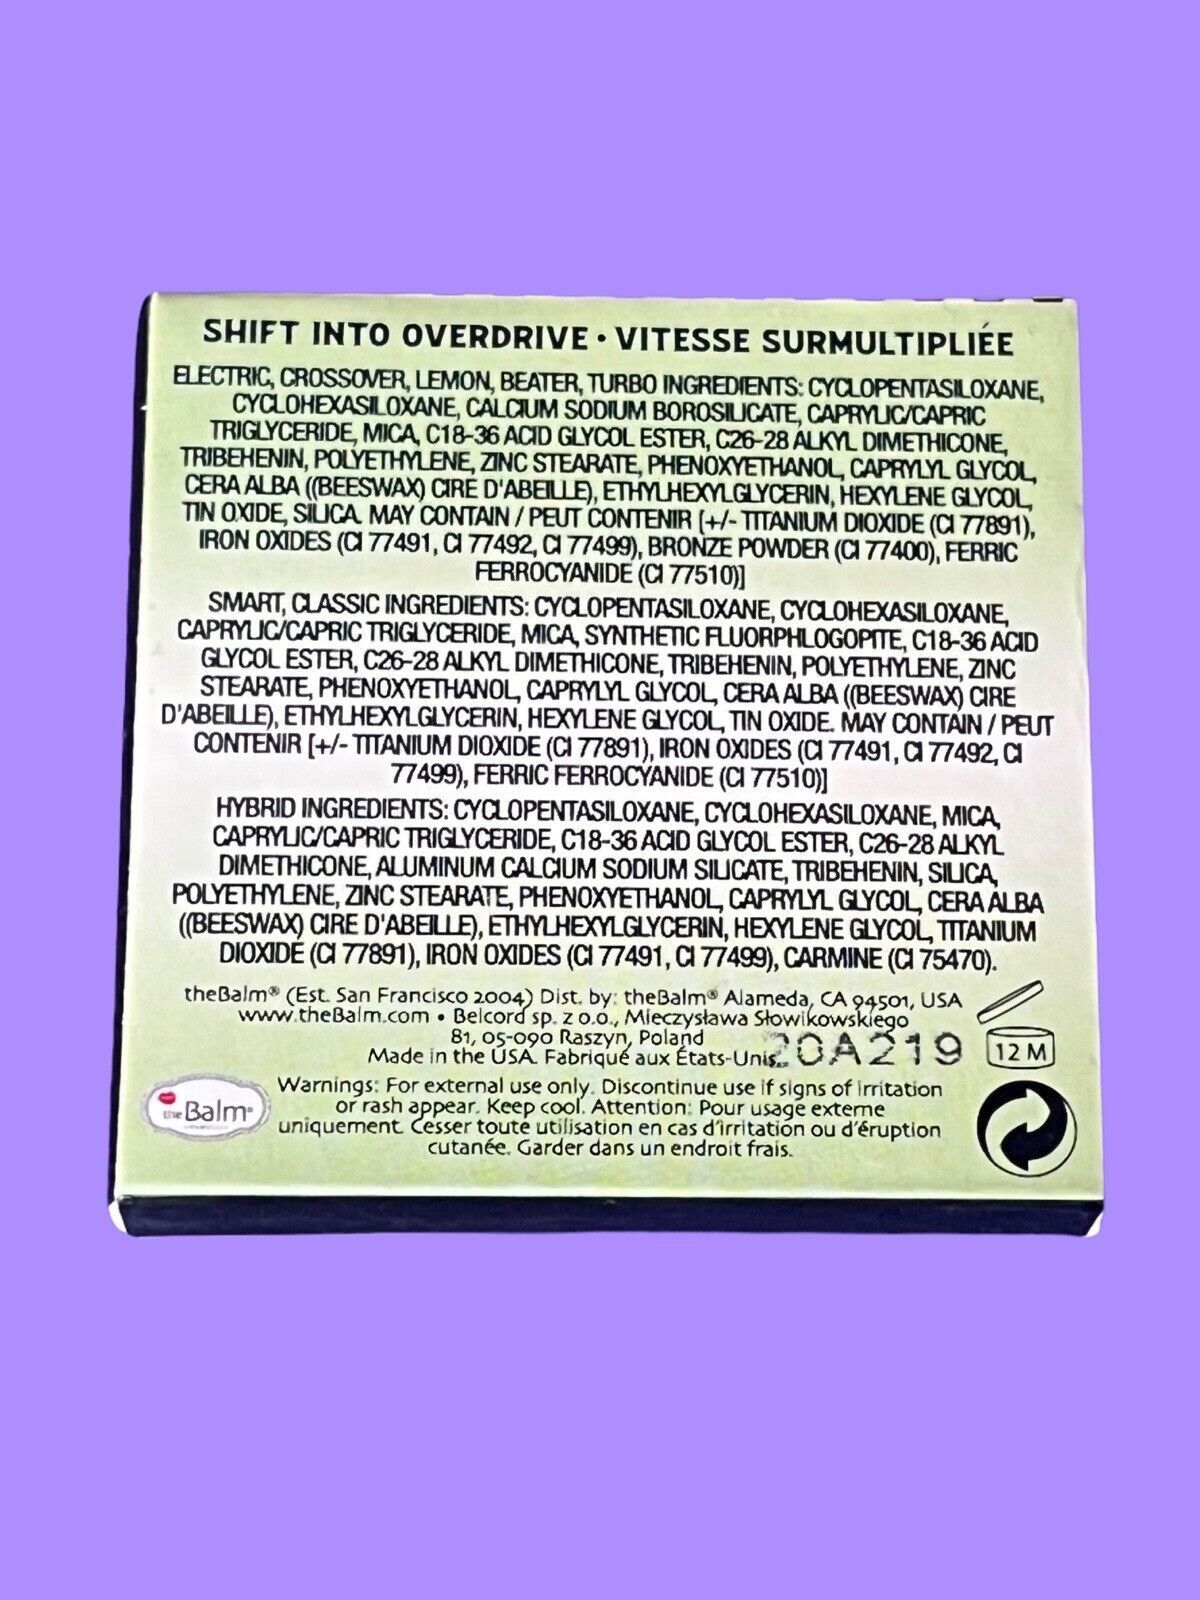 SHIFT INTO OVERDRIVE • VITESSE SURMULTIPLIÉE
ELECTRIC, CROSSOVER, LEMON, BEATER, TURBO INGREDIENTS: CYCLOPENTASILOXANE,
CYCLOHEXASILOXANE, CALCIUM SODIUM BOROSILICATE, CAPRYLIC/CAPRIC
TRIGLYCERIDE, MICA, C18-36 ACID GLYCOL ESTER, C26-28 ALKYL DIMETHICONE,
TRIBEHENIN, POLYETHYLENE, ZINC STEARATE, PHENOXYETHANOL, CAPRYLYL GLYCOL,
CERA ALBA ((BEESWAX) CIRE D'ABEILLE), ETHYLHEXYLGLYCERIN, HEXYLENE GLYCOL,
TIN OXIDE, SILICA. MAY CONTAIN / PEUT CONTENIR [+/- TITANIUM DIOXIDE (CI 77891),
IRON OXIDES (CI 77491, CI 77492, CI 77499), BRONZE POWDER (CI 77400), FERRIC
FERROCYANIDE (CI 77510)]
SMART, CLASSIC INGREDIENTS: CYCLOPENTASILOXANE, CYCLOHEXASILOXANE,
CAPRYLIC/CAPRIC TRIGLYCERIDE, MICA, SYNTHETIC FLUORPHLOGOPITE, C18-36 ACID
GLYCOL ESTER, C26-28 ALKYL DIMETHICONE, TRIBEHENIN, POLYETHYLENE, ZINC
STEARATE, PHENOXYETHANOL, CAPRYLYL GLYCOL, CERA ALBA ((BEESWAX) CIRE
D'ABEILLE), ETHYLHEXYLGLYCERIN, HEXYLENE GLYCOL, TIN OXIDE. MAY CONTAIN / PEUT
CONTENIR [+/- TITANIUM DIOXIDE (CI 77891), IRON OXIDES (CI 77491, CI 77492, CI
77499), FERRIC FERROCYANIDE (CI 77510)]
HYBRID INGREDIENTS: CYCLOPENTASILOXANE, CYCLOHEXASILOXANE, MICA,
CAPRYLIC/CAPRIC TRIGLYCERIDE, C18-36 ACID GLYCOL ESTER, C26-28 ALKYL
DIMETHICONE, ALUMINUM CALCIUM SODIUM SILICATE, TRIBEHENIN, SILICA,
POLYETHYLENE, ZINC STEARATE, PHENOXYETHANOL, CAPRYLYL GLYCOL, CERA ALBA
((BEESWAX) CIRE D'ABEILLE), ETHYLHEXYLGLYCERIN, HEXYLENE GLYCOL, TITANIUM
DIOXIDE (CI 77891), IRON OXIDES (CI 77491, CI 77499), CARMINE (CI 75470).
theBalm® (Est. San Francisco 2004) Dist. by: theBalm® Alameda, CA 94501, USA
www.theBalm.com • Belcord sp. z o.o., Mieczysława Słowikowskiego
81, 05-090 Raszyn, Poland
Made in the USA. Fabriqué aux États-Unis.
20A219
12 M
theBalm®
Warnings: For external use only. Discontinue use if signs of irritation
or rash appear. Keep cool. Attention: Pour usage externe
uniquement. Cesser toute utilisation en cas d'irritation ou d'éruption
cutanée. Garder dans un endroit frais.